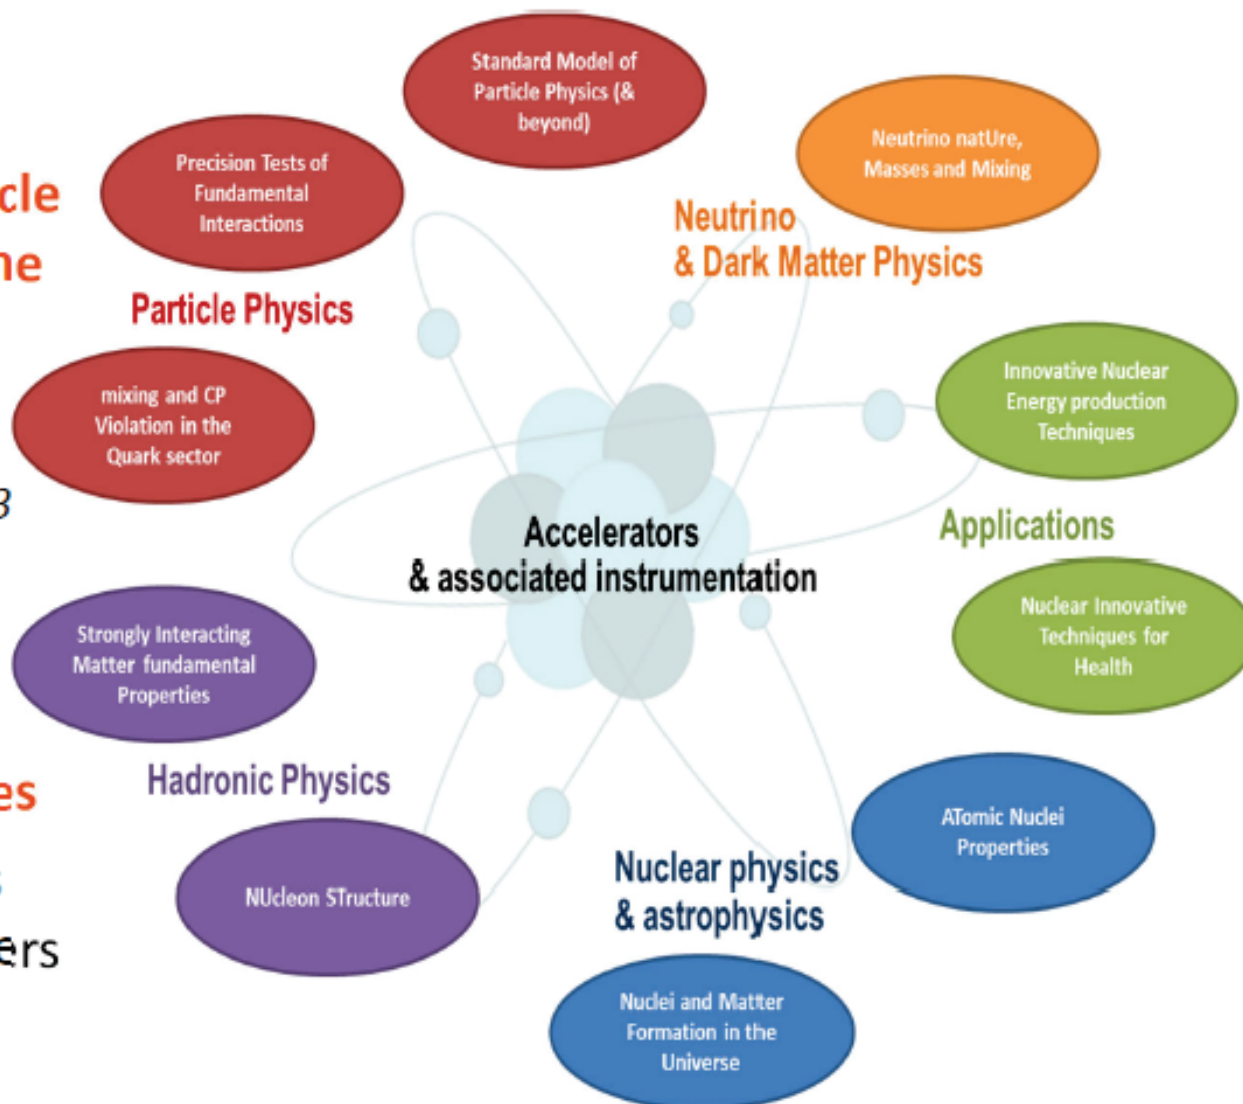 Standard Model of
Particle Physics (&
beyond)
Neutrino natUre,
Masses and Mixing
Precision Tests of
Fundamental
Interactions
cle
ne
Neutrino
& Dark Matter Physics
Particle Physics
mixing and CP
Violation in the
Quark sector
3
Innovative Nuclear
Energy production
Techniques
Applications
Accelerators
& associated instrumentation
Strongly Interacting
Matter fundamental
Properties
Nuclear Innovative
Techniques for
Health
es
Hadronic Physics
ATomic Nuclei
Properties
NUcleon STructure
Nuclear physics
& astrophysics
s
ers
Nuclei and Matter
Formation in the
Universe